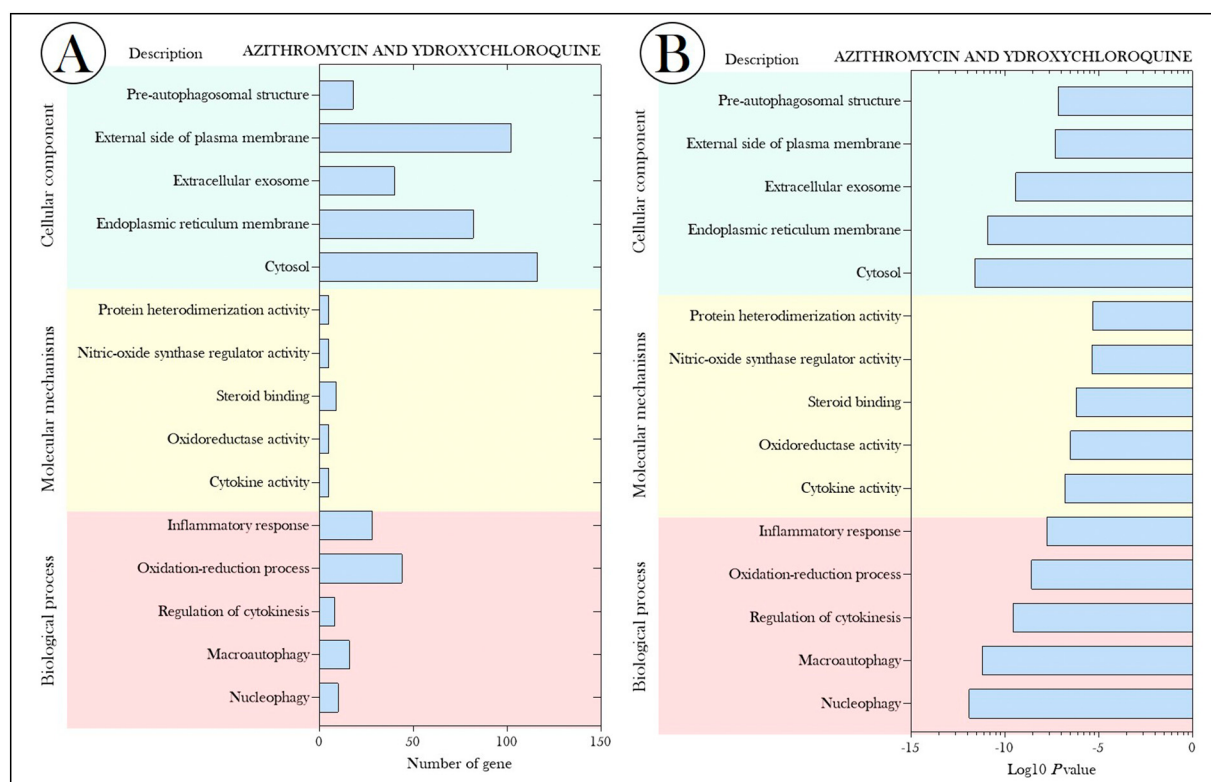 A
Description
AZITHROMYCIN AND YDROXYCHLOROQUINE
Cellular component
Pre-autophagosomal structure
External side of plasma membrane
Extracellular exosome
Endoplasmic reticulum membrane
Cytosol
Molecular mechanisms
Protein heterodimerization activity
Nitric-oxide synthase regulator activity
Steroid binding
Oxidoreductase activity
Cytokine activity
Biological process
Inflammatory response
Oxidation-reduction process
Regulation of cytokinesis
Macroautophagy
Nucleophagy
0 50 100 150
Number of gene
B
Description
AZITHROMYCIN AND YDROXYCHLOROQUINE
Cellular component
Pre-autophagosomal structure
External side of plasma membrane
Extracellular exosome
Endoplasmic reticulum membrane
Cytosol
Molecular mechanisms
Protein heterodimerization activity
Nitric-oxide synthase regulator activity
Steroid binding
Oxidoreductase activity
Cytokine activity
Biological process
Inflammatory response
Oxidation-reduction process
Regulation of cytokinesis
Macroautophagy
Nucleophagy
-15 -10 -5 0
Log10 Pvalue